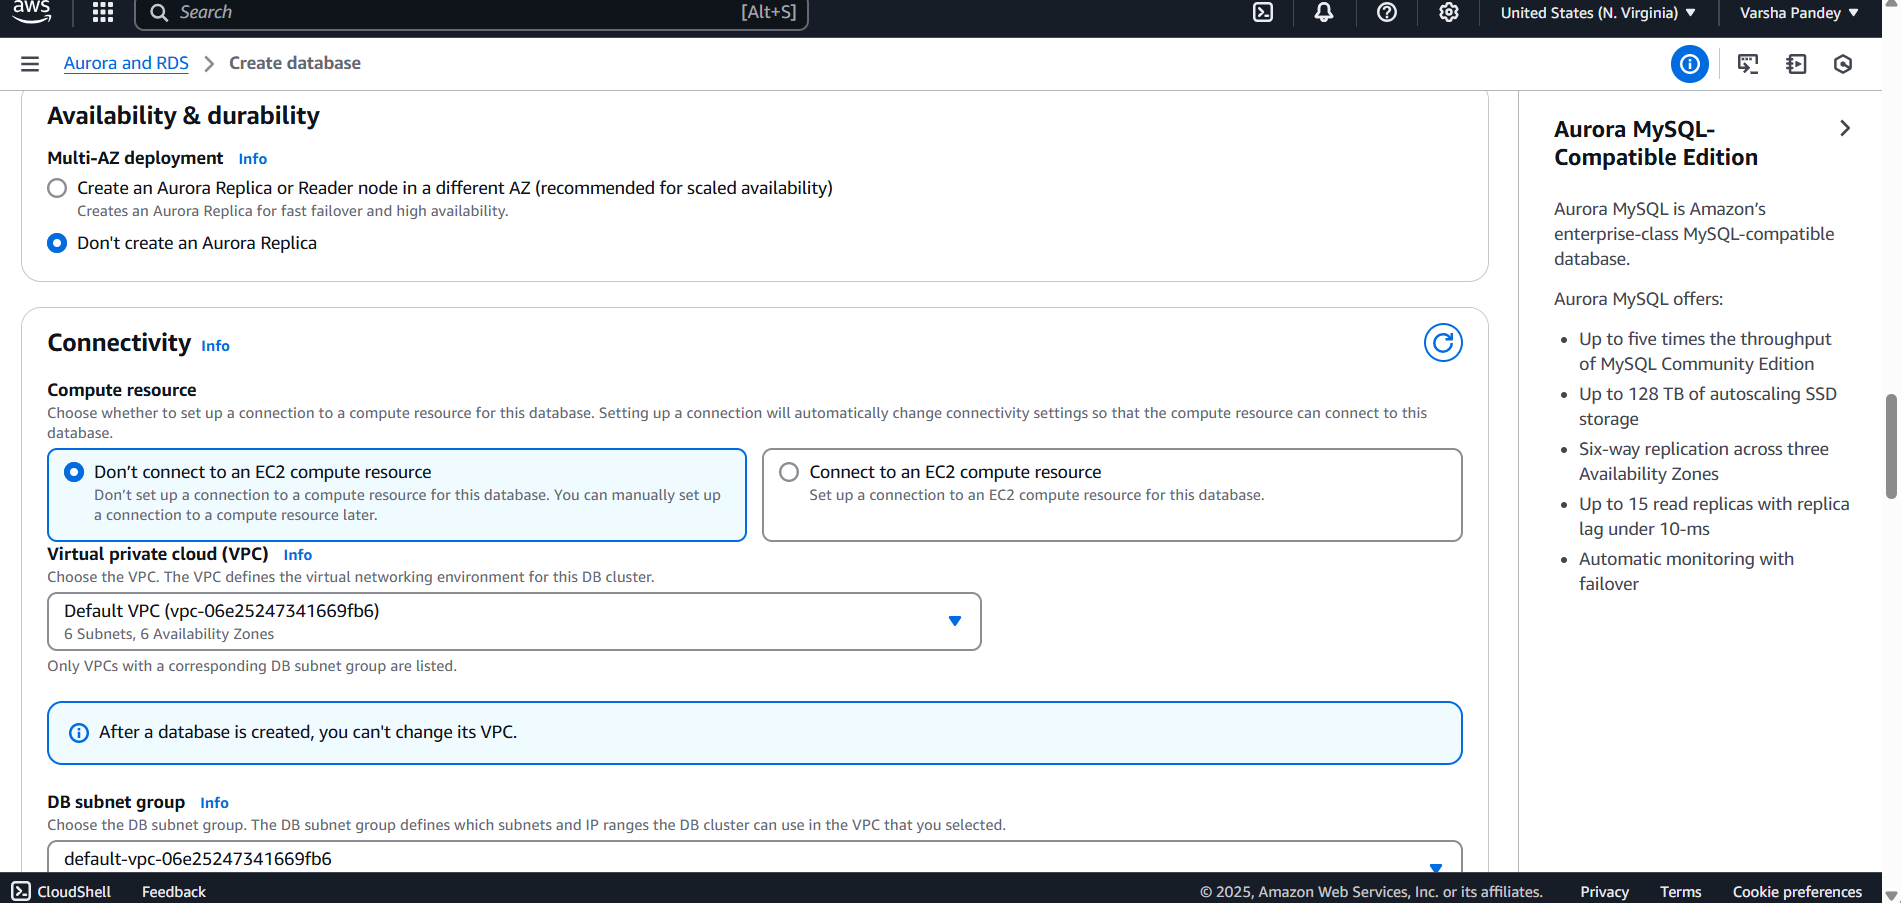 aws
Search
[Alt+S]
United States (N. Virginia)
Varsha Pandey
Aurora and RDS
Create database
Availability & durability
Multi-AZ deployment Info
Create an Aurora Replica or Reader node in a different AZ (recommended for scaled availability)
Creates an Aurora Replica for fast failover and high availability.
Don't create an Aurora Replica
Connectivity Info
Compute resource
Choose whether to set up a connection to a compute resource for this database. Setting up a connection will automatically change connectivity settings so that the compute resource can connect to this
database.
Don’t connect to an EC2 compute resource
Don’t set up a connection to a compute resource for this database. You can manually set up
a connection to a compute resource later.
Connect to an EC2 compute resource
Set up a connection to an EC2 compute resource for this database.
Virtual private cloud (VPC) Info
Choose the VPC. The VPC defines the virtual networking environment for this DB cluster.
Default VPC (vpc-06e25247341669fb6)
6 Subnets, 6 Availability Zones
Only VPCs with a corresponding DB subnet group are listed.
After a database is created, you can't change its VPC.
DB subnet group Info
Choose the DB subnet group. The DB subnet group defines which subnets and IP ranges the DB cluster can use in the VPC that you selected.
default-vpc-06e25247341669fb6
Aurora MySQL-
Compatible Edition
Aurora MySQL is Amazon’s
enterprise-class MySQL-compatible
database.
Aurora MySQL offers:
Up to five times the throughput
of MySQL Community Edition
Up to 128 TB of autoscaling SSD
storage
Six-way replication across three
Availability Zones
Up to 15 read replicas with replica
lag under 10-ms
Automatic monitoring with
failover
CloudShell
Feedback
© 2025, Amazon Web Services, Inc. or its affiliates.
Privacy
Terms
Cookie preferences